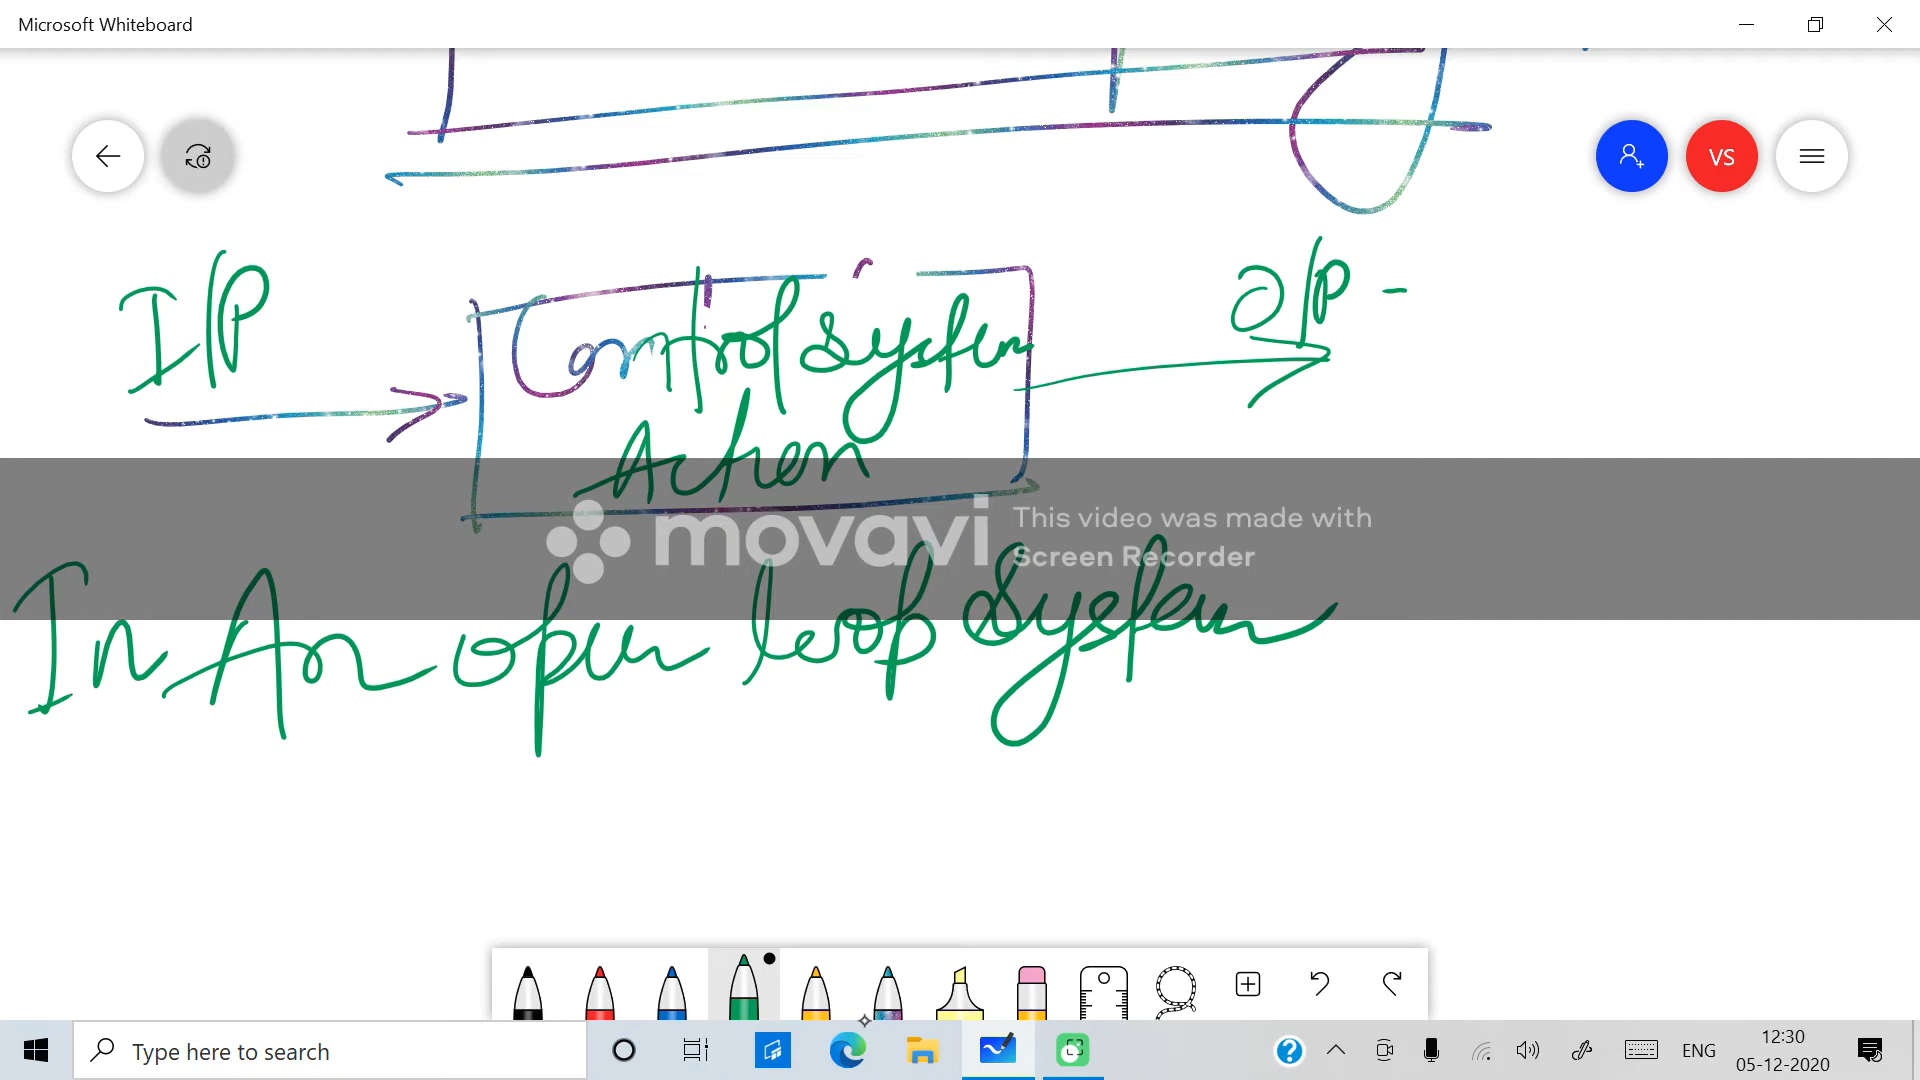 Microsoft Whiteboard
VS
I/P
O/P -
Control System
Action
movavi
This video was made with
Screen Recorder
In An open loop System
Type here to search
ENG
12:30
05-12-2020